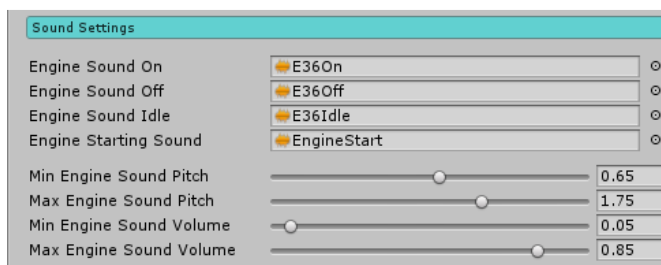 Sound Settings
Engine Sound On E36On
Engine Sound Off E36Off
Engine Sound Idle E36Idle
Engine Starting Sound EngineStart
Min Engine Sound Pitch 0.65
Max Engine Sound Pitch 1.75
Min Engine Sound Volume 0.05
Max Engine Sound Volume 0.85